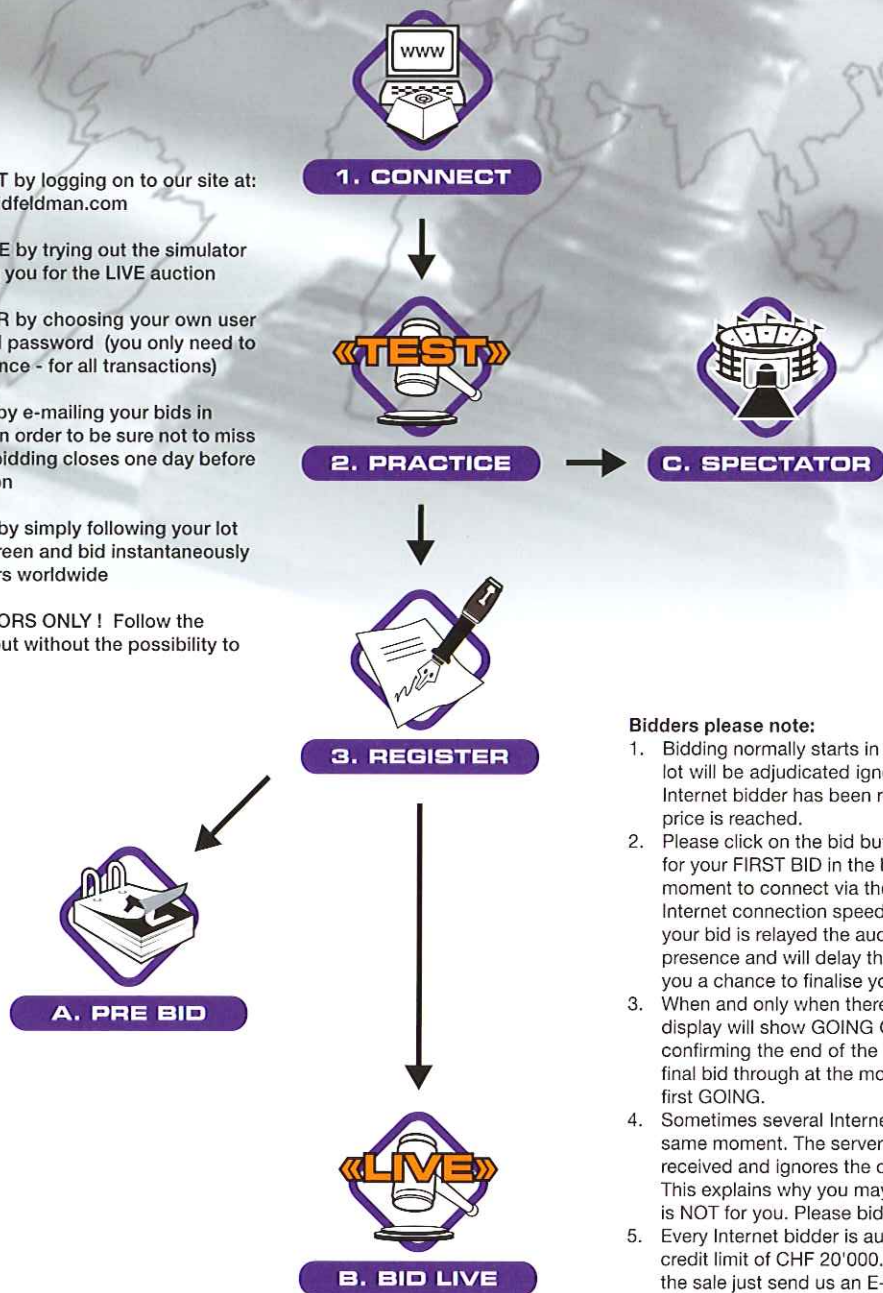 www
@
1. CONNECT
T by logging on to our site at:
dfeldman.com
E by trying out the simulator
you for the LIVE auction
R by choosing your own user
d password (you only need to
nce - for all transactions)
by e-mailing your bids in
n order to be sure not to miss
bidding closes one day before
on
by simply following your lot
reen and bid instantaneously
rs worldwide
ORS ONLY ! Follow the
out without the possibility to
«TEST»
2. PRACTICE
C. SPECTATOR
3. REGISTER
A. PRE BID
«LIVE»
B. BID LIVE
Bidders please note:
1. Bidding normally starts in
lot will be adjudicated ign
Internet bidder has been r
price is reached.
2. Please click on the bid bu
for your FIRST BID in the
moment to connect via the
Internet connection speed
your bid is relayed the auc
presence and will delay th
you a chance to finalise yo
3. When and only when there
display will show GOING
confirming the end of the
final bid through at the mo
first GOING.
4. Sometimes several Interne
same moment. The server
received and ignores the o
This explains why you may
is NOT for you. Please bid
5. Every Internet bidder is au
credit limit of CHF 20'000.
the sale just send us an E-